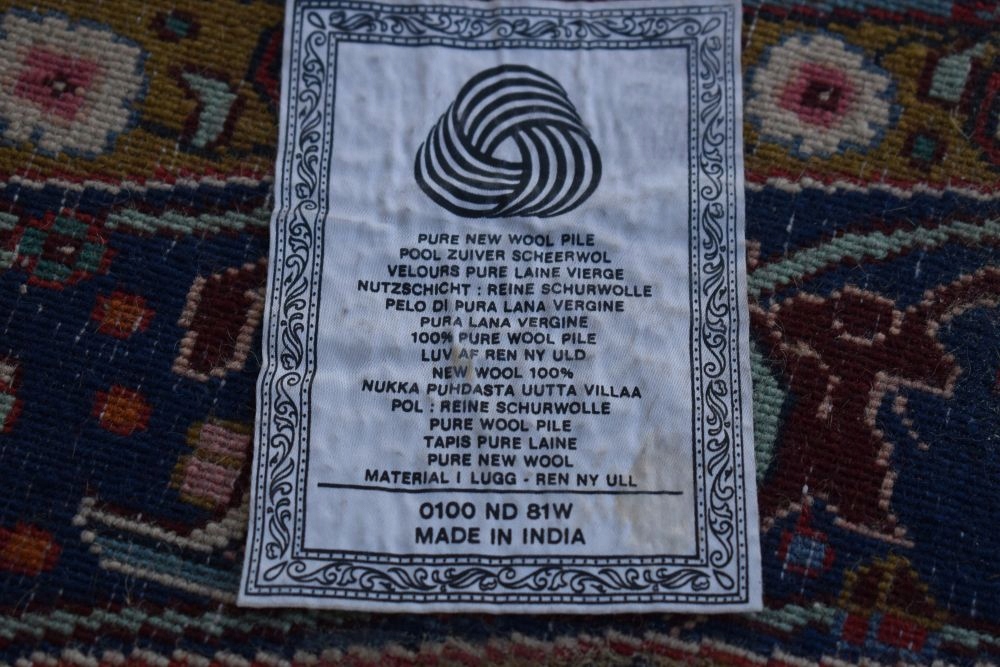 PURE NEW WOOL PILE
POOL ZUIVER SCHEERWOL
VELOURS PURE LAINE VIERGE
NUTZSCHICHT : REINE SCHURWOLLE
PELO DI PURA LANA VERGINE
PURA LANA VERGINE
100% PURE WOOL PILE
LUV AF REN NY ULD
NEW WOOL 100%
NUKKA PUHDASTA UUTTA VILLAA
POL : REINE SCHURWOLLE
PURE WOOL PILE
TAPIS PURE LAINE
PURE NEW WOOL
MATERIAL I LUGG - REN NY ULL
0100 ND 81W
MADE IN INDIA